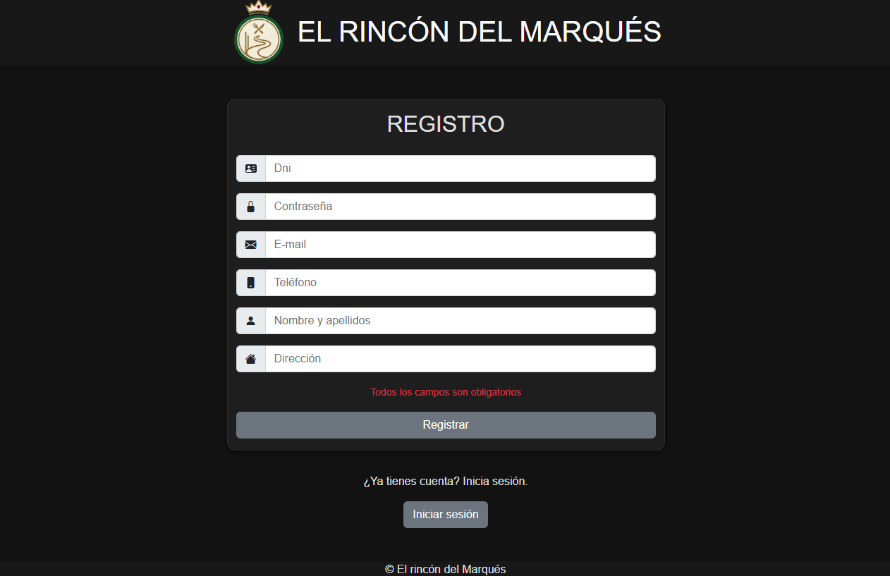 EL RINCÓN DEL MARQUÉS
REGISTRO
Dni
Contraseña
E-mail
Teléfono
Nombre y apellidos
Dirección
Todos los campos son obligatorios
Registrar
¿Ya tienes cuenta? Inicia sesión.
Iniciar sesión
© El rincón del Marqués